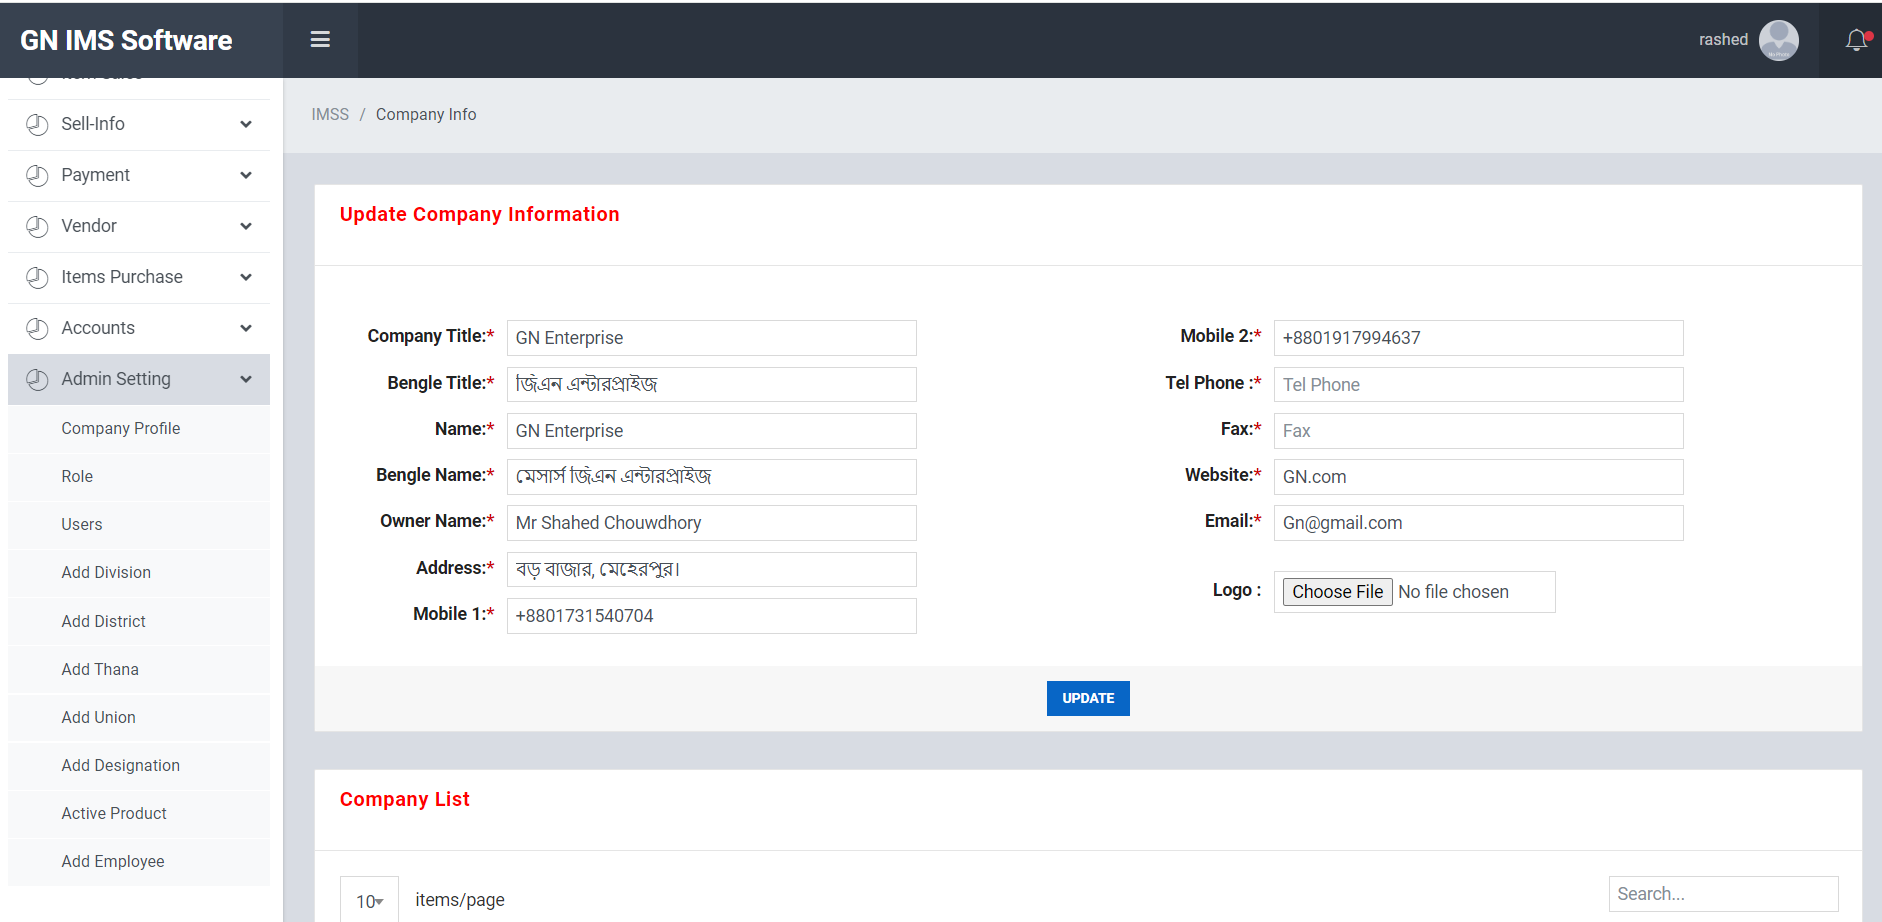 GN IMS Software
rashed
Item Sales
Sell-Info
Payment
Vendor
Items Purchase
Accounts
Admin Setting
Company Profile
Role
Users
Add Division
Add District
Add Thana
Add Union
Add Designation
Active Product
Add Employee
IMSS / Company Info
Update Company Information
Company Title:* GN Enterprise
Bengle Title:* জিএন এন্টারপ্রাইজ
Name:* GN Enterprise
Bengle Name:* মেসার্স জিএন এন্টারপ্রাইজ
Owner Name:* Mr Shahed Chouwdhory
Address:* বড় বাজার, মেহেরপুর।
Mobile 1:* +8801731540704
Mobile 2:* +8801917994637
Tel Phone :* Tel Phone
Fax:* Fax
Website:* GN.com
Email:* Gn@gmail.com
Logo : Choose File No file chosen
UPDATE
Company List
10 items/page
Search...